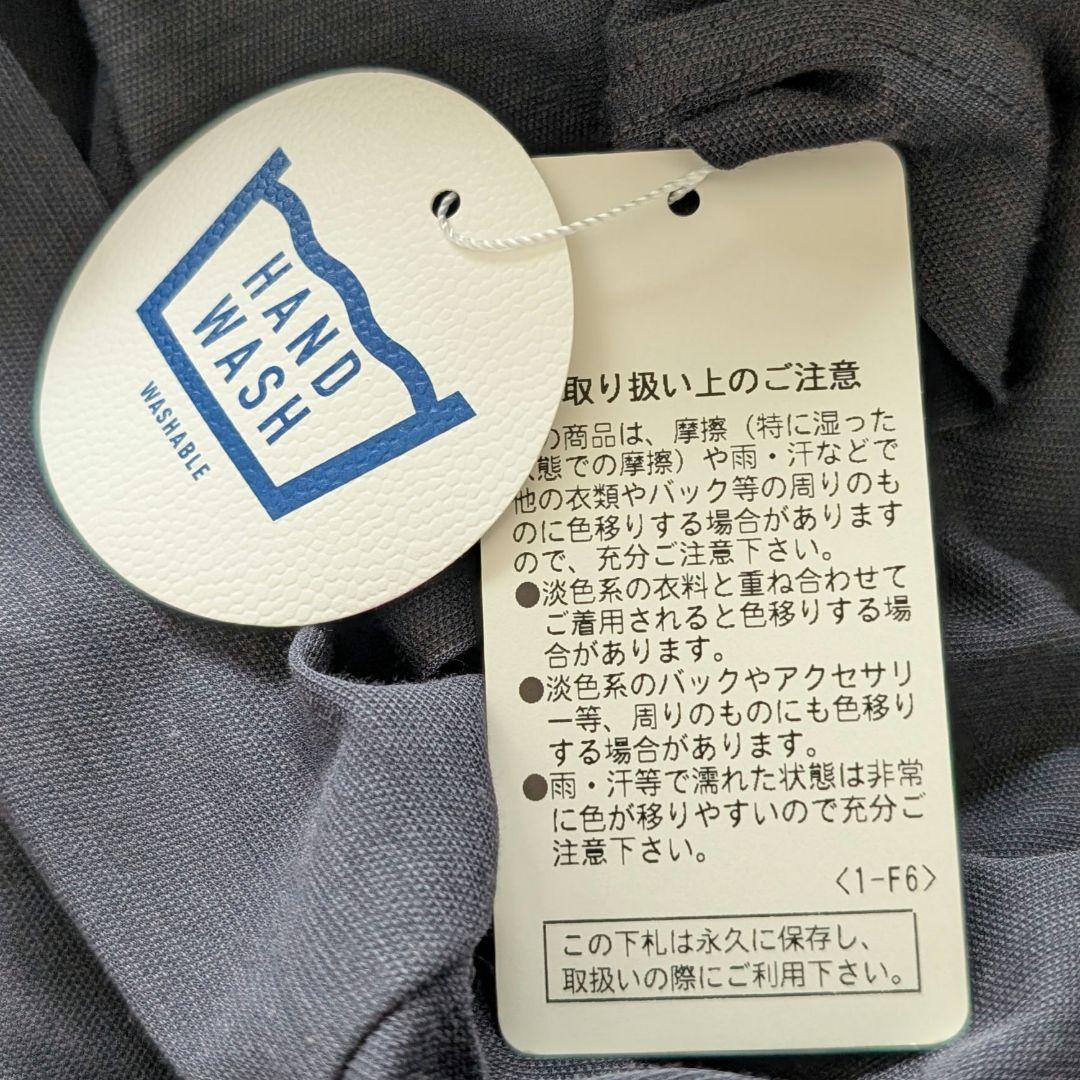 HAND
WASH
WASHABLE
取り扱い上のご注意
の商品は、摩擦（特に湿った
態での摩擦）や雨・汗などで
他の衣類やバック等の周りのも
のに色移りする場合があります
ので、充分ご注意下さい。
●淡色系の衣料と重ね合わせて
ご着用されると色移りする場
合があります。
●淡色系のバックやアクセサリ
ー等、周りのものにも色移り
する場合があります。
●雨・汗等で濡れた状態は非常
に色が移りやすいので充分ご
注意下さい。
<1-F6>
この下札は永久に保存し、
取扱いの際にご利用下さい。